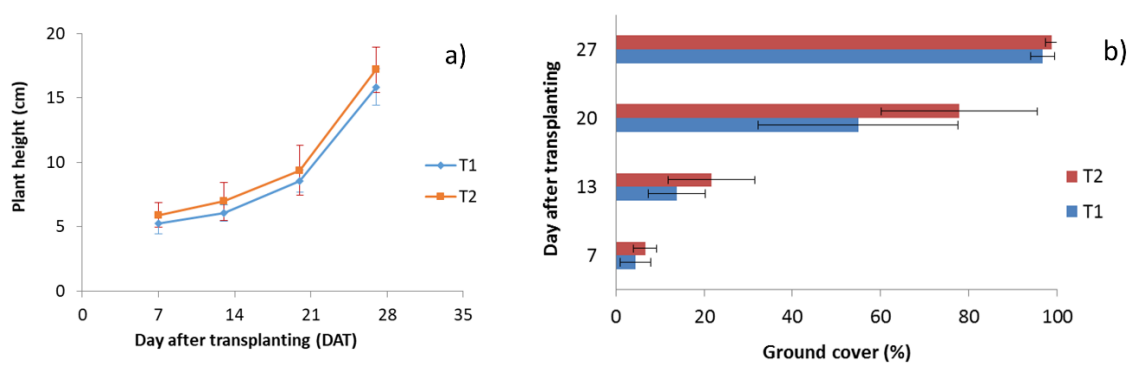 a)
Plant height (cm)
20
15
10
5
0
0 7 14 21 28 35
Day after transplanting (DAT)
T1
T2
b)
Day after transplanting
27
20
13
7
0 20 40 60 80 100
Ground cover (%)
T2
T1